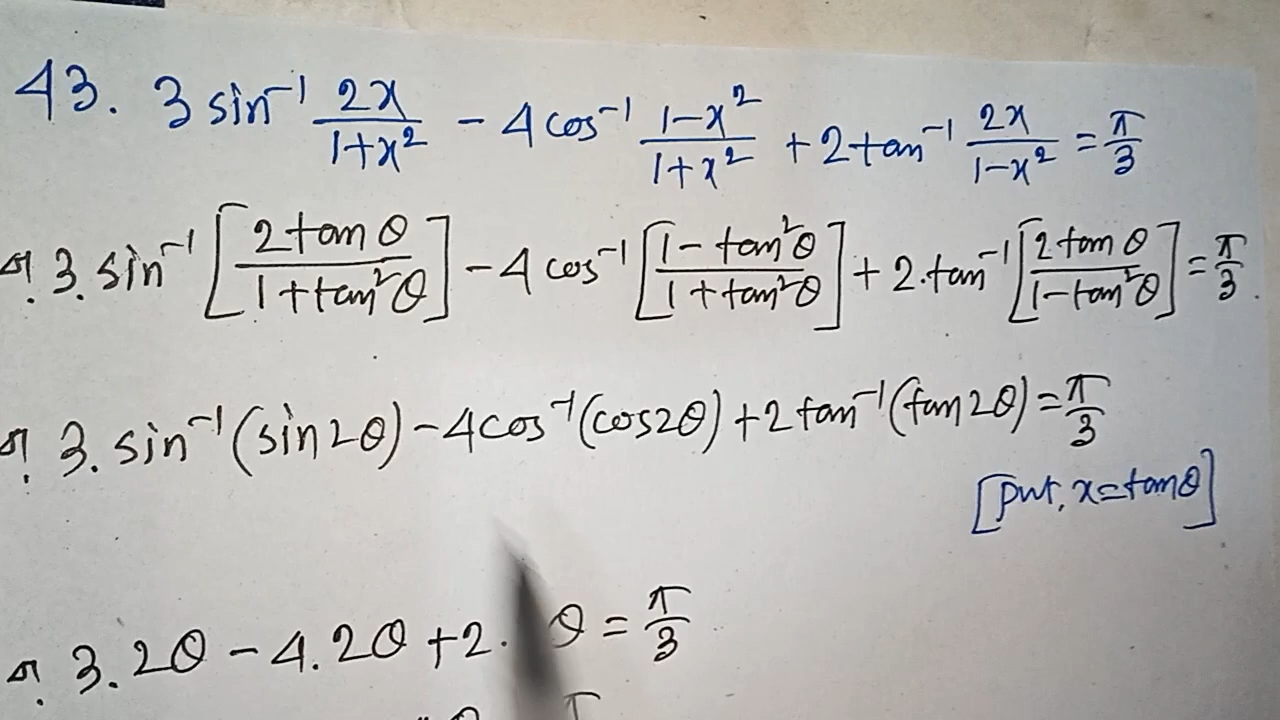 43. 3 sin⁻¹ 2x/1+x² - 4 cos⁻¹ 1-x²/1+x² + 2 tan⁻¹ 2x/1-x² = π/3
বা, 3. sin⁻¹ [2 tan θ/1+tan²θ] - 4 cos⁻¹ [1-tan²θ/1+tan²θ] + 2. tan⁻¹ [2 tan θ/1-tan²θ] = π/3
বা, 3. sin⁻¹ (sin 2θ) - 4 cos⁻¹ (cos 2θ) + 2 tan⁻¹ (tan 2θ) = π/3
[put, x = tan θ]
বা, 3. 2θ - 4. 2θ + 2. θ = π/3